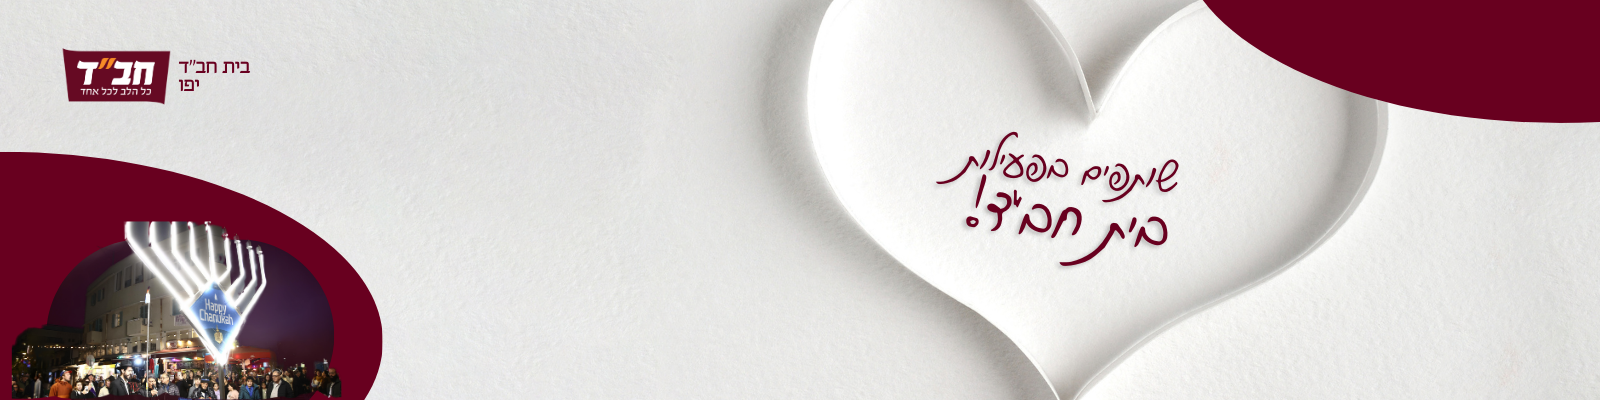 חב"ד
כל הלב לכל אחד
בית חב"ד
יפו
שותפים בפעילות
בית חב"ד!
Happy
Chanukah